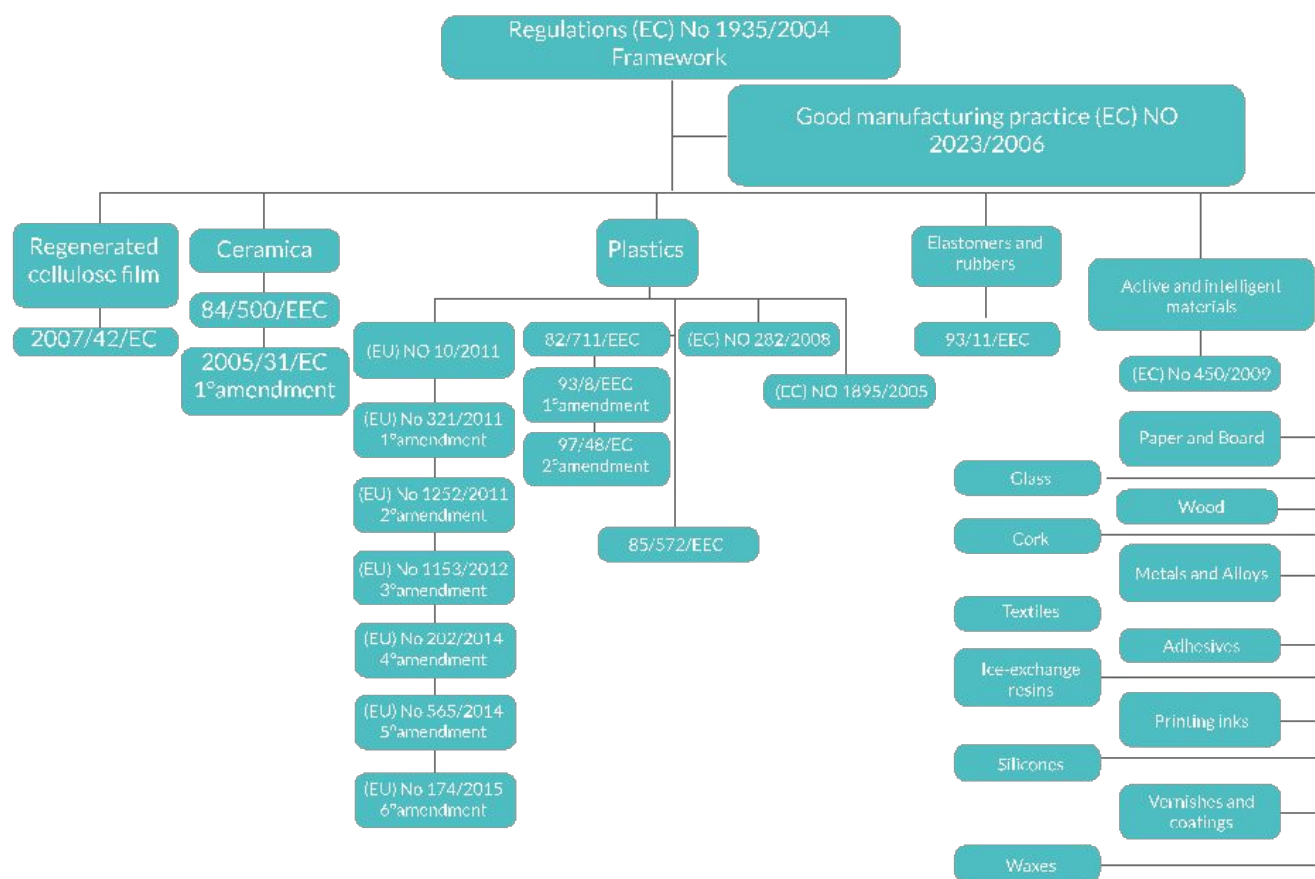 Regulations (EC) No 1935/2004
Framework
Good manufacturing practice (EC) NO
2023/2006
Regenerated
cellulose film
2007/42/EC
Ceramica
84/500/EEC
2005/31/EC
1°amendment
Plastics
(EU) NO 10/2011
(EU) No 321/2011
1°amendment
(EU) No 1252/2011
2°amendment
(EU) No 1153/2012
3°amendment
(EU) No 202/2014
4°amendment
(EU) No 565/2014
5°amendment
(EU) No 174/2015
6°amendment
82/711/EEC
93/8/EEC
1°amendment
97/48/EC
2°amendment
85/572/EEC
(EC) NO 282/2008
(EC) NO 1895/2005
Elastomers and
rubbers
93/11/EEC
Active and intelligent
materials
(EC) No 450/2009
Paper and Board
Glass
Wood
Cork
Metals and Alloys
Textiles
Adhesives
Ice-exchange
resins
Printing inks
Silicones
Vernishes and
coatings
Waxes